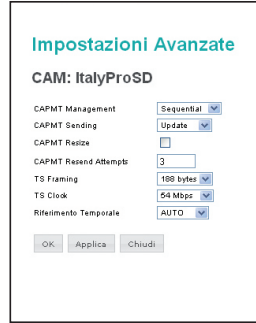 Impostazioni Avanzate
CAM: ItalyProSD
CAPMT Management Sequential
CAPMT Sending Update
CAPMT Resize
CAPMT Resend Attempts 3
TS Framing 188 bytes
TS Clock 54 Mbps
Riferimento Temporale AUTO
OK Applica Chiudi